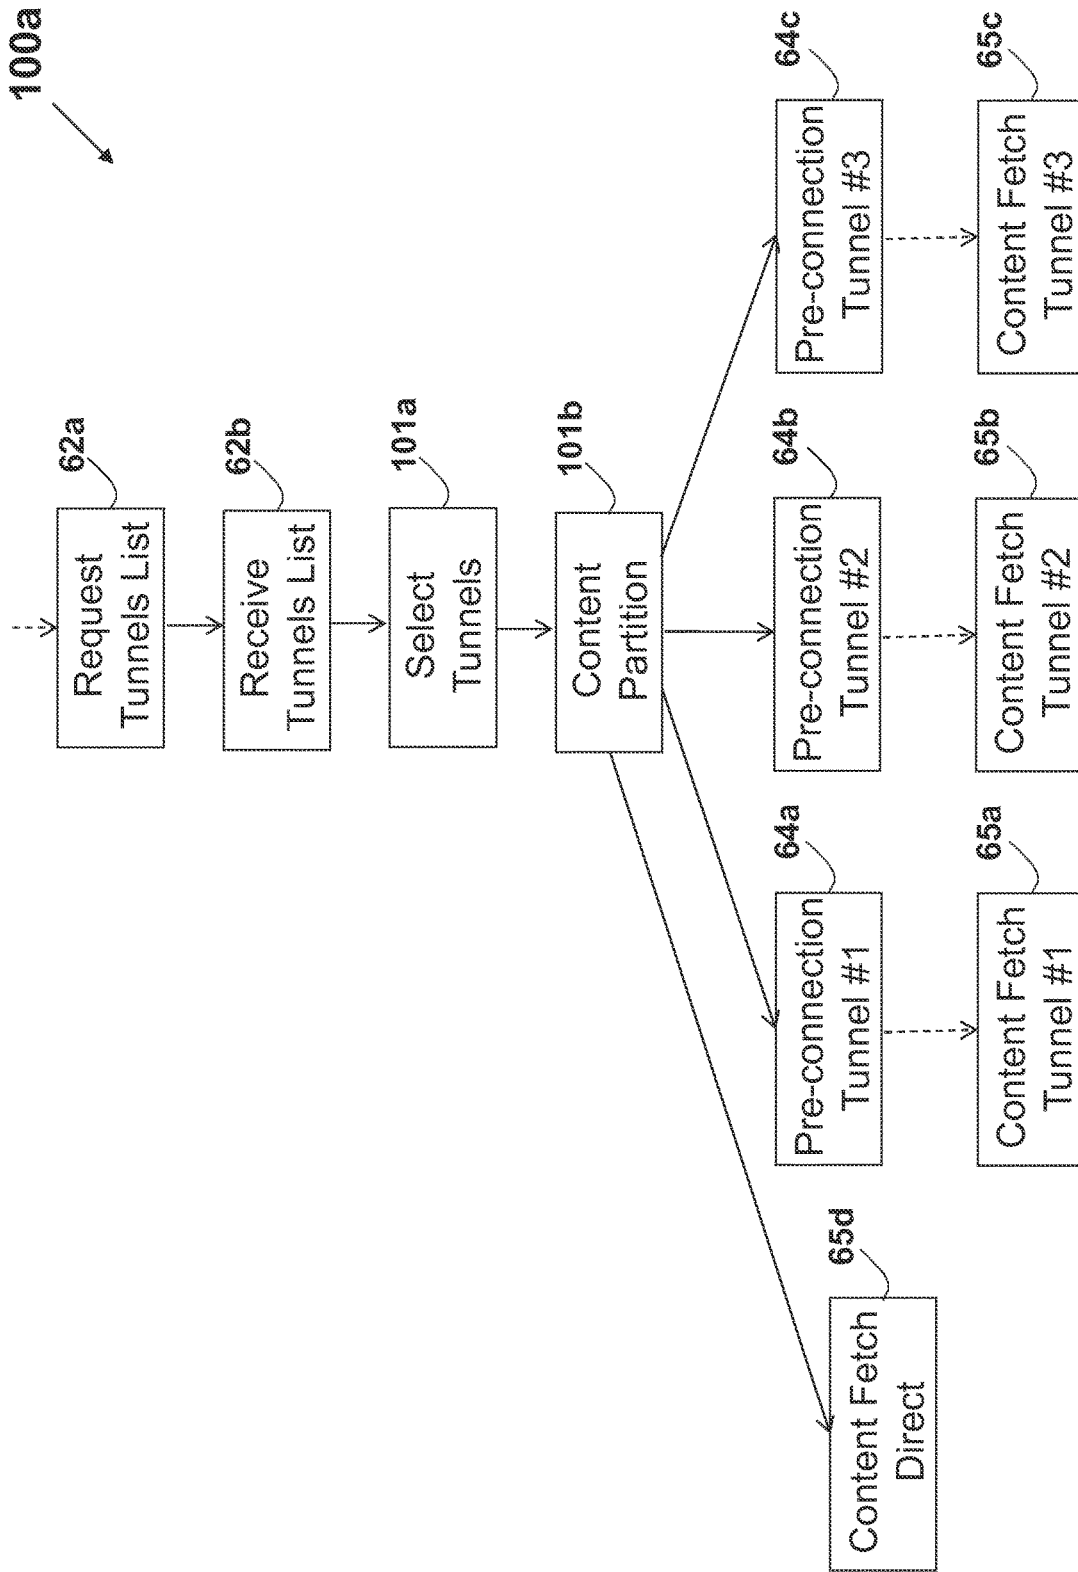 100a
62a
Request
Tunnels List
62b
Receive
Tunnels List
101a
Select
Tunnels
101b
Content
Partition
65d
Content Fetch
Direct
64a
Pre-connection
Tunnel #1
64b
Pre-connection
Tunnel #2
64c
Pre-connection
Tunnel #3
65a
Content Fetch
Tunnel #1
65b
Content Fetch
Tunnel #2
65c
Content Fetch
Tunnel #3